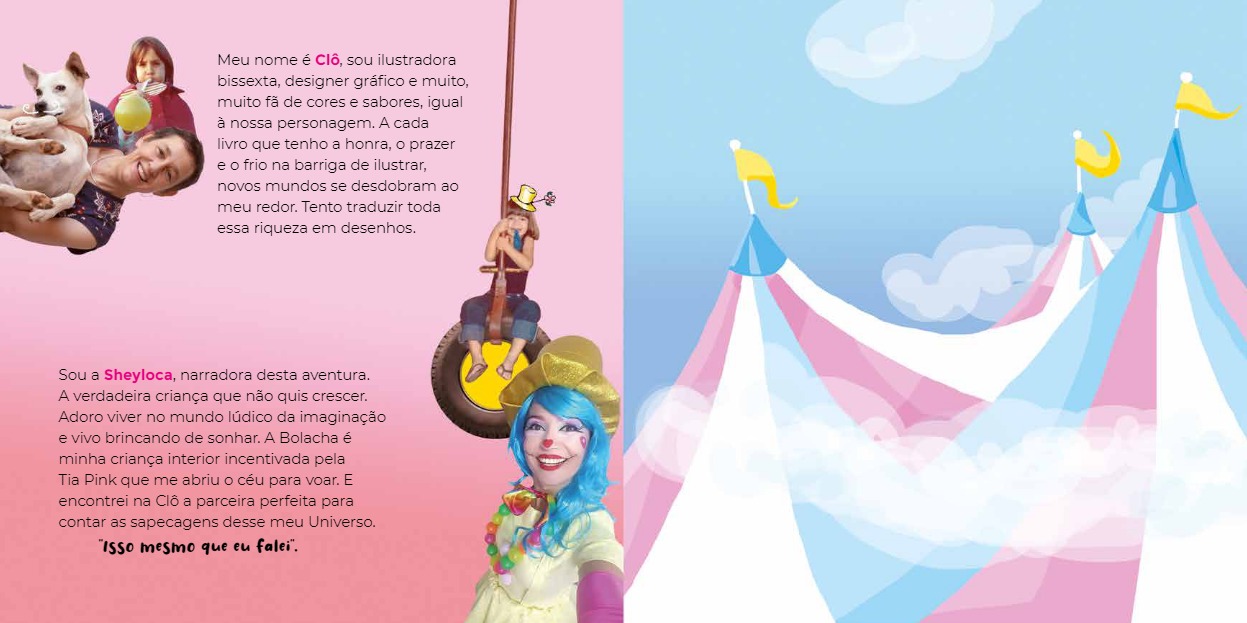 Meu nome é Clô, sou ilustradora
bissexta, designer gráfico e muito,
muito fã de cores e sabores, igual
à nossa personagem. A cada
livro que tenho a honra, o prazer
e o frio na barriga de ilustrar,
novos mundos se desdobram ao
meu redor. Tento traduzir toda
essa riqueza em desenhos.
Sou a Sheyloca, narradora desta aventura.
A verdadeira criança que não quis crescer.
Adoro viver no mundo lúdico da imaginação
e vivo brincando de sonhar. A Bolacha é
minha criança interior incentivada pela
Tia Pink que me abriu o céu para voar. E
encontrei na Clô a parceira perfeita para
contar as sapecagens desse meu Universo.
"Isso mesmo que eu falei".